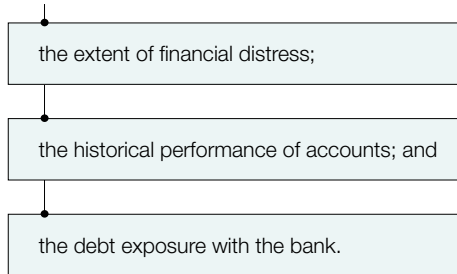 the extent of financial distress;
the historical performance of accounts; and
the debt exposure with the bank.